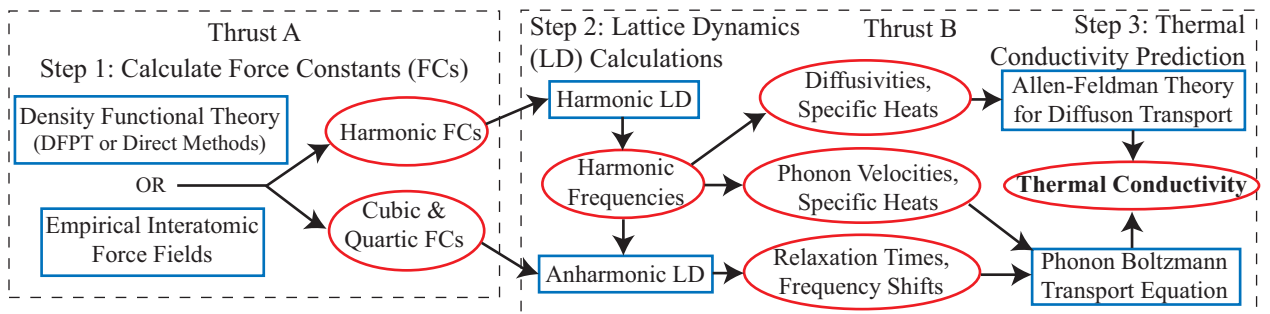 Thrust A
Step 1: Calculate Force Constants (FCs)
Density Functional Theory
(DFPT or Direct Methods)
OR
Empirical Interatomic
Force Fields
Harmonic FCs
Cubic &
Quartic FCs
Step 2: Lattice Dynamics
(LD) Calculations
Thrust B
Step 3: Thermal
Conductivity Prediction
Harmonic LD
Harmonic
Frequencies
Anharmonic LD
Diffusivities,
Specific Heats
Phonon Velocities,
Specific Heats
Relaxation Times,
Frequency Shifts
Allen-Feldman Theory
for Diffuson Transport
Thermal Conductivity
Phonon Boltzmann
Transport Equation